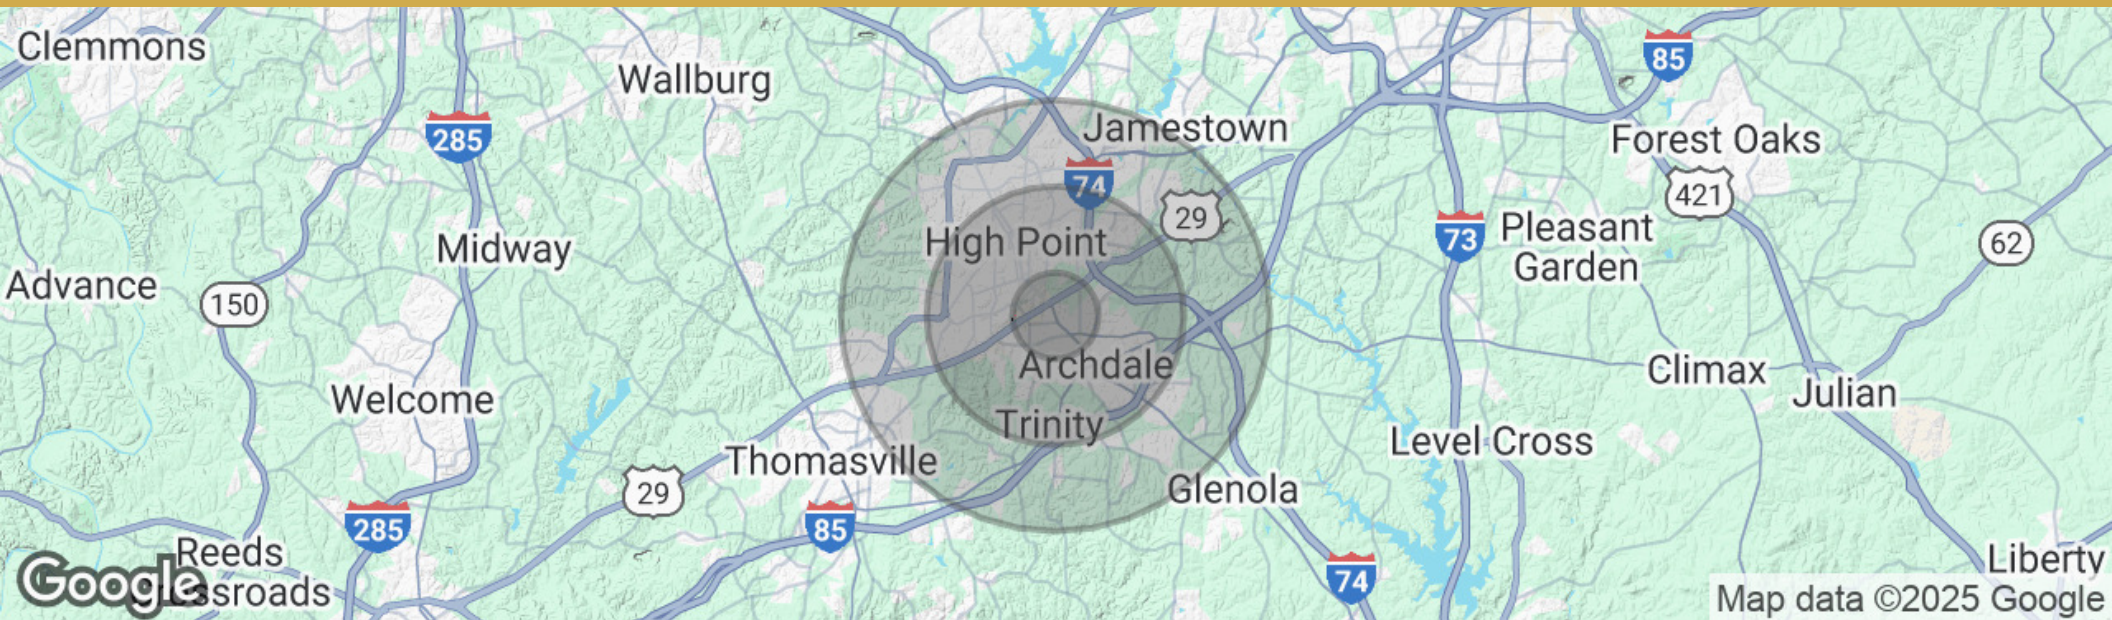 Clemmons
Wallburg
85
285
Jamestown
Forest Oaks
74
421
29
High Point
Midway
73
Pleasant
Garden
62
Advance
150
Archdale
Climax
Julian
Welcome
Trinity
Level Cross
Thomasville
29
Glenola
285
85
Reeds
Crossroads
74
Liberty
Google
Map data ©2025 Google